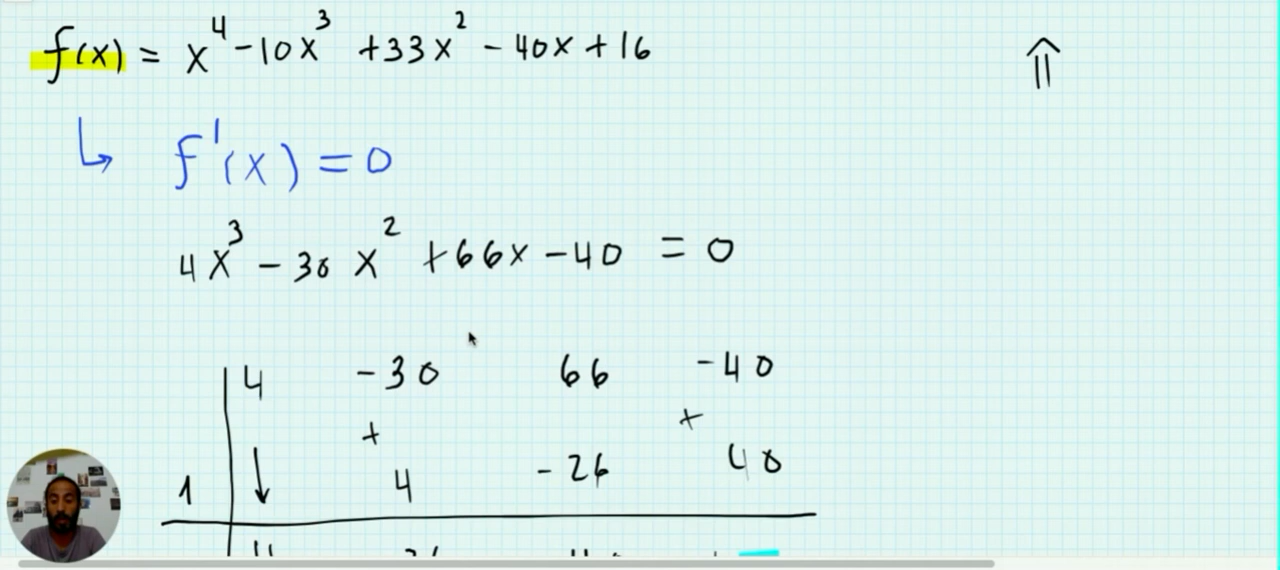 f(x) = x⁴ - 10x³ + 33x² - 40x + 16
⇑
↳ f'(x) = 0
4x³ - 30x² + 66x - 40 = 0
4 -30 66 -40
+ +
1 ↓ 4 -26 40